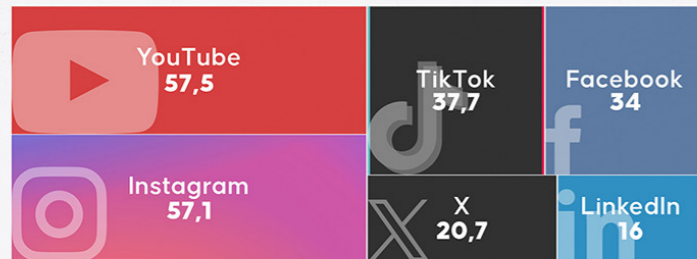 YouTube
57,5
TikTok
37,7
Facebook
34
Instagram
57,1
X
20,7
LinkedIn
16